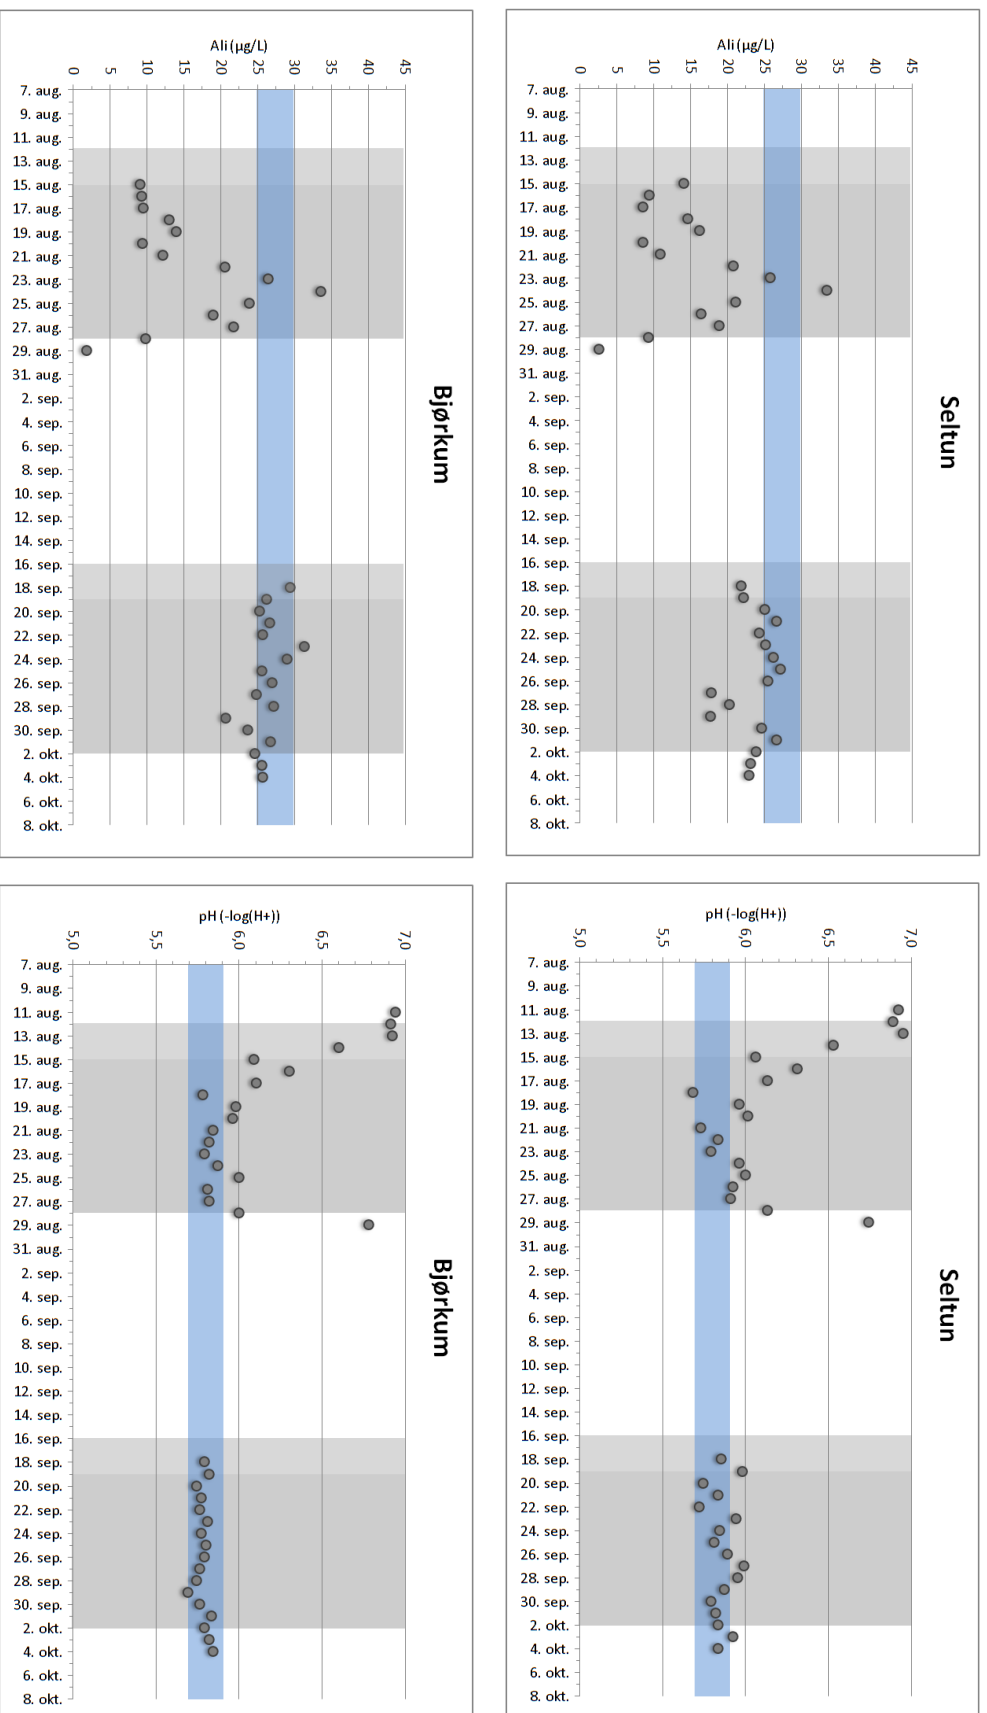 Ali (µg/L)
0 5 10 15 20 25 30 35 40 45
7. aug.
9. aug.
11. aug.
13. aug.
15. aug.
17. aug.
19. aug.
21. aug.
23. aug.
25. aug.
27. aug.
29. aug.
31. aug.
2. sep.
4. sep.
6. sep.
8. sep.
10. sep.
12. sep.
14. sep.
16. sep.
18. sep.
20. sep.
22. sep.
24. sep.
26. sep.
28. sep.
30. sep.
2. okt.
4. okt.
6. okt.
8. okt.
Bjørkum
Ali (µg/L)
0 5 10 15 20 25 30 35 40 45
7. aug.
9. aug.
11. aug.
13. aug.
15. aug.
17. aug.
19. aug.
21. aug.
23. aug.
25. aug.
27. aug.
29. aug.
31. aug.
2. sep.
4. sep.
6. sep.
8. sep.
10. sep.
12. sep.
14. sep.
16. sep.
18. sep.
20. sep.
22. sep.
24. sep.
26. sep.
28. sep.
30. sep.
2. okt.
4. okt.
6. okt.
8. okt.
Seltun
pH (-log(H+))
5,0 5,5 6,0 6,5 7,0
7. aug.
9. aug.
11. aug.
13. aug.
15. aug.
17. aug.
19. aug.
21. aug.
23. aug.
25. aug.
27. aug.
29. aug.
31. aug.
2. sep.
4. sep.
6. sep.
8. sep.
10. sep.
12. sep.
14. sep.
16. sep.
18. sep.
20. sep.
22. sep.
24. sep.
26. sep.
28. sep.
30. sep.
2. okt.
4. okt.
6. okt.
8. okt.
Bjørkum
pH (-log(H+))
5,0 5,5 6,0 6,5 7,0
7. aug.
9. aug.
11. aug.
13. aug.
15. aug.
17. aug.
19. aug.
21. aug.
23. aug.
25. aug.
27. aug.
29. aug.
31. aug.
2. sep.
4. sep.
6. sep.
8. sep.
10. sep.
12. sep.
14. sep.
16. sep.
18. sep.
20. sep.
22. sep.
24. sep.
26. sep.
28. sep.
30. sep.
2. okt.
4. okt.
6. okt.
8. okt.
Seltun